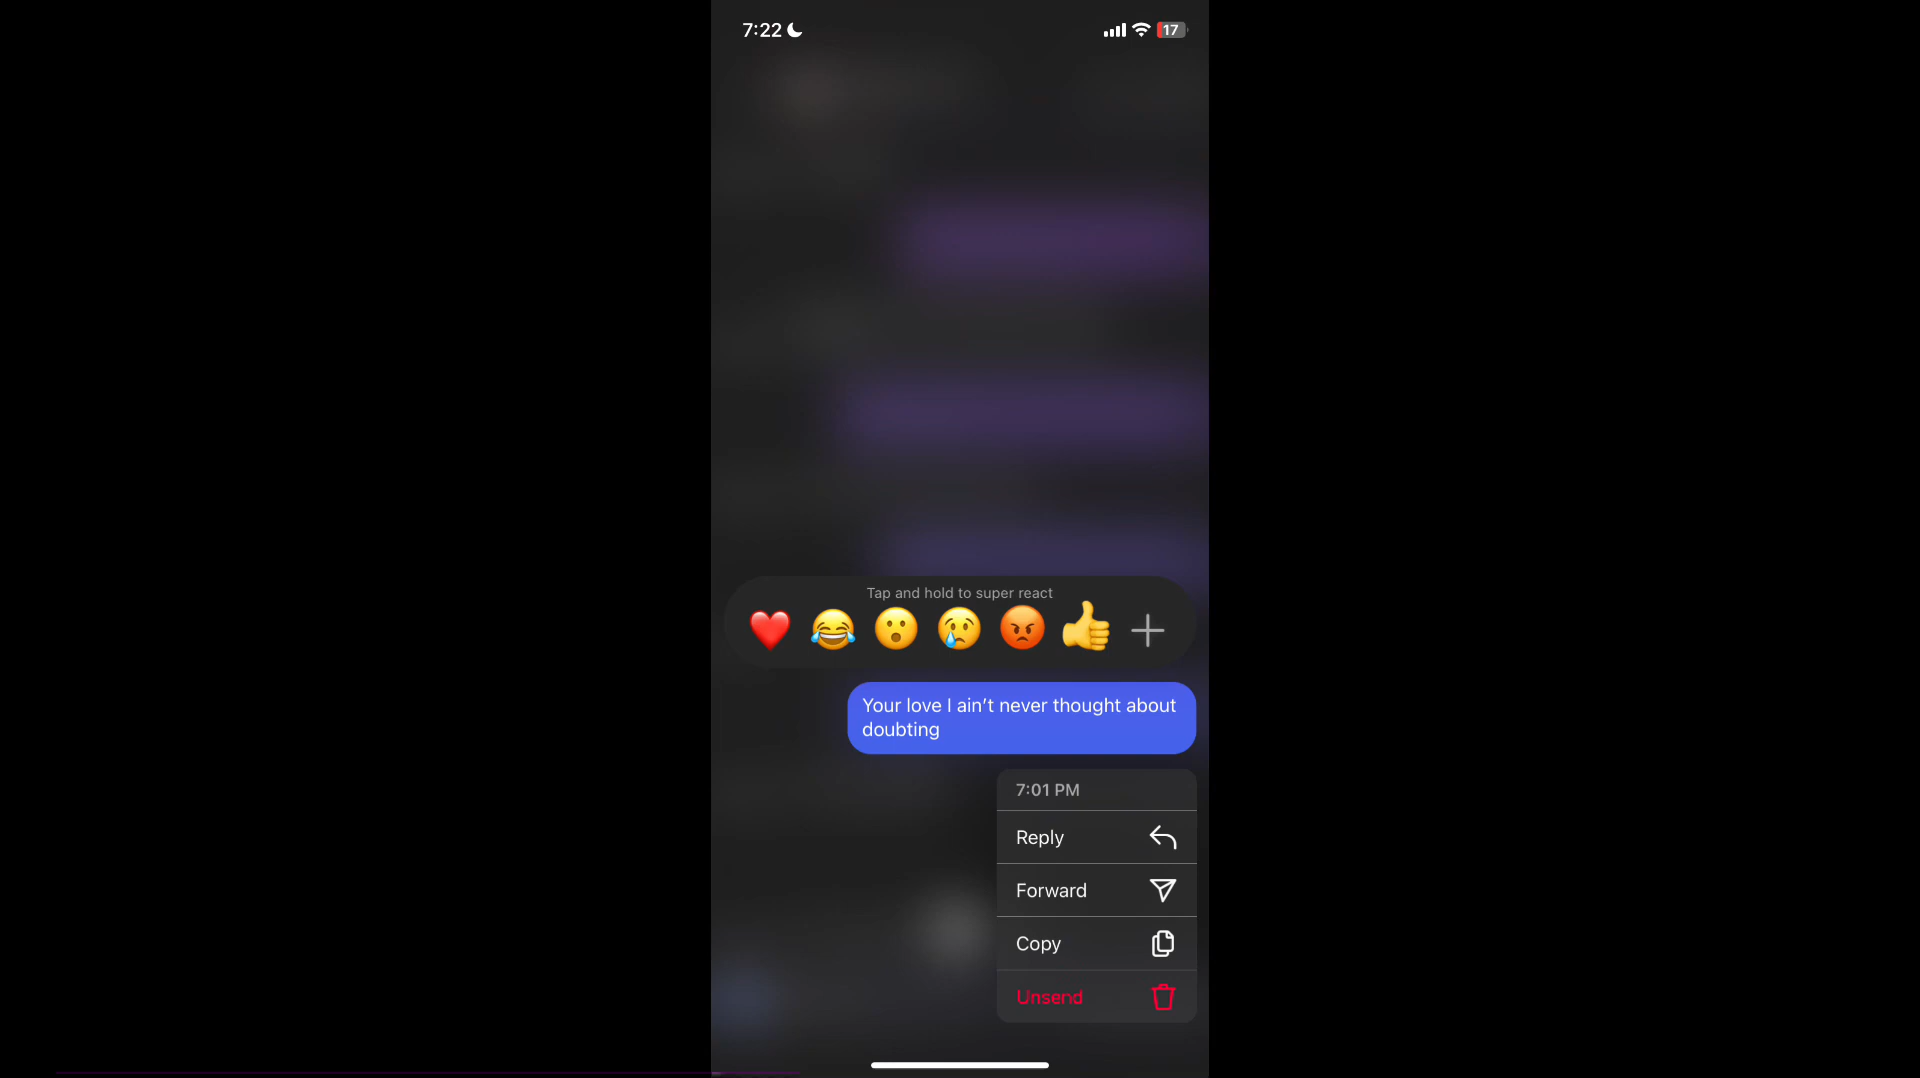 7:22
17
Tap and hold to super react
Your love I ain’t never thought about
doubting
7:01 PM
Reply
Forward
Copy
Unsend